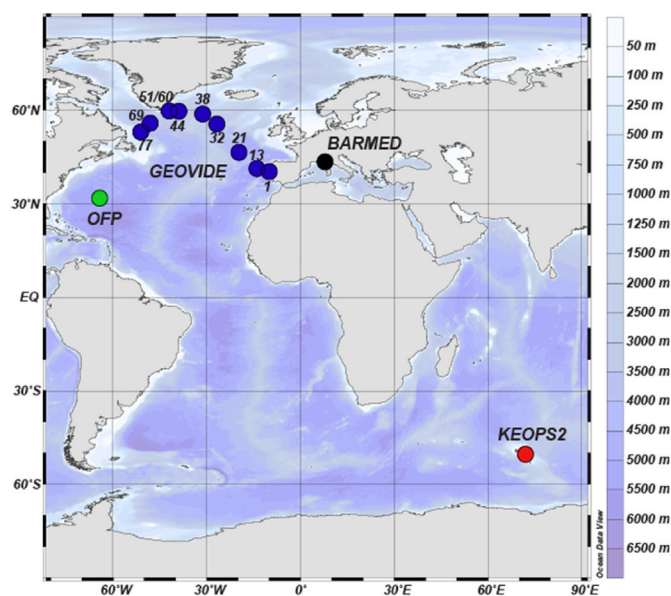 50 m
100 m
250 m
500 m
750 m
1000 m
1250 m
1500 m
2000 m
2500 m
3000 m
3500 m
4000 m
4500 m
5000 m
5500 m
6000 m
6500 m
60°N
30°N
EQ
30°S
60°S
51/60
38
69
44
32
77
21
BARMED
13
GEOVIDE
1
OFP
KEOPS2
Ocean Data View
60°W
30°W
0°
30°E
60°E
90°E